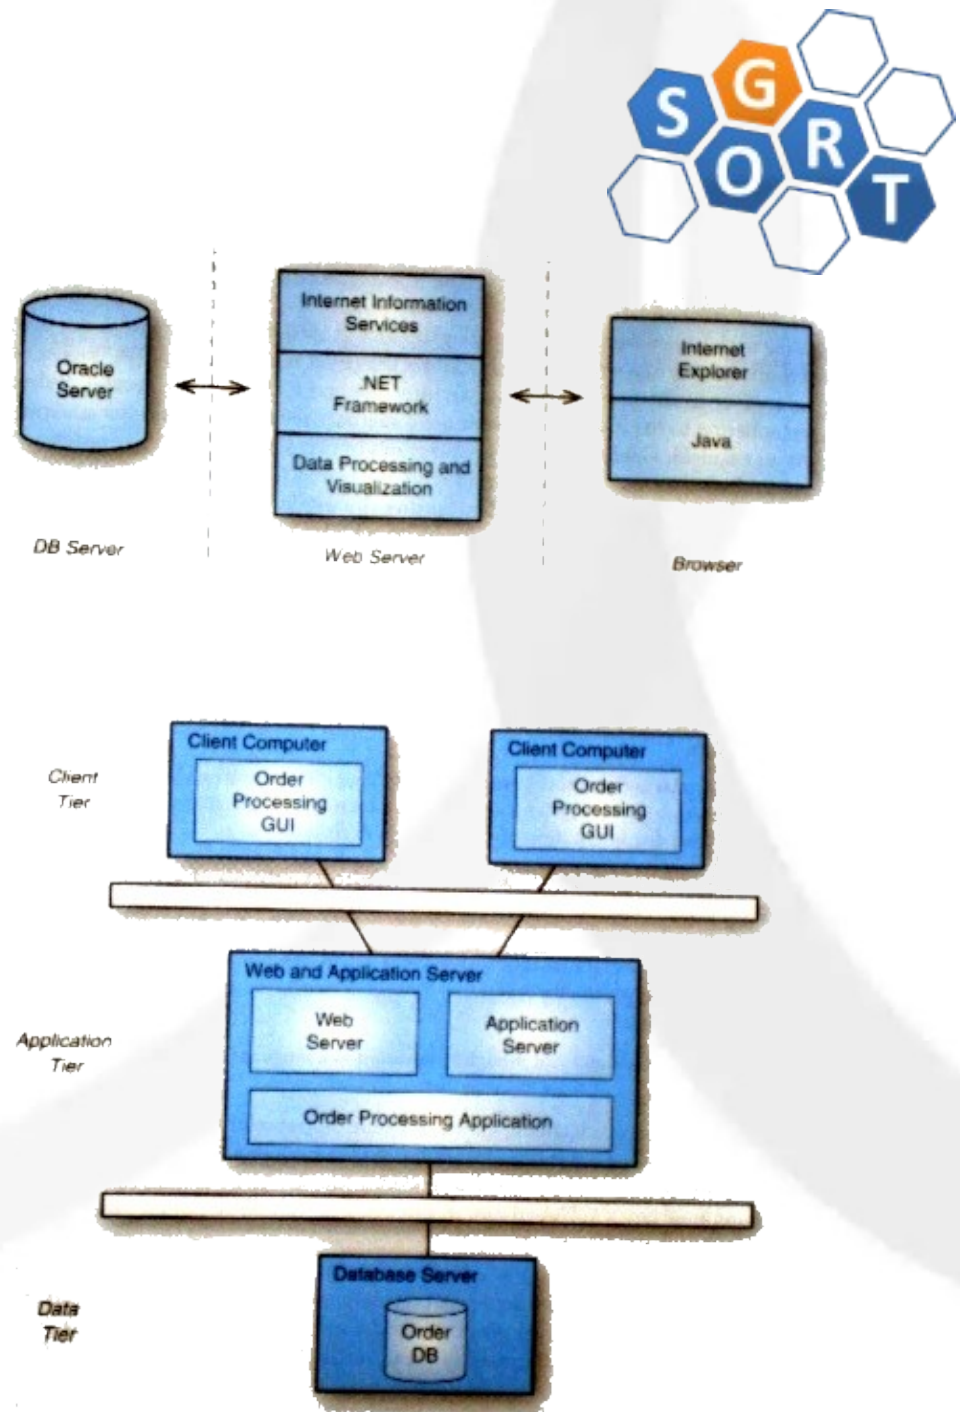 S G O R T
Oracle
Server
Internet Information
Services
.NET
Framework
Data Processing and
Visualization
Internet
Explorer
Java
DB Server
Web Server
Browser
Client
Tier
Client Computer
Order
Processing
GUI
Client Computer
Order
Processing
GUI
Application
Tier
Web and Application Server
Web
Server
Application
Server
Order Processing Application
Data
Tier
Database Server
Order
DB